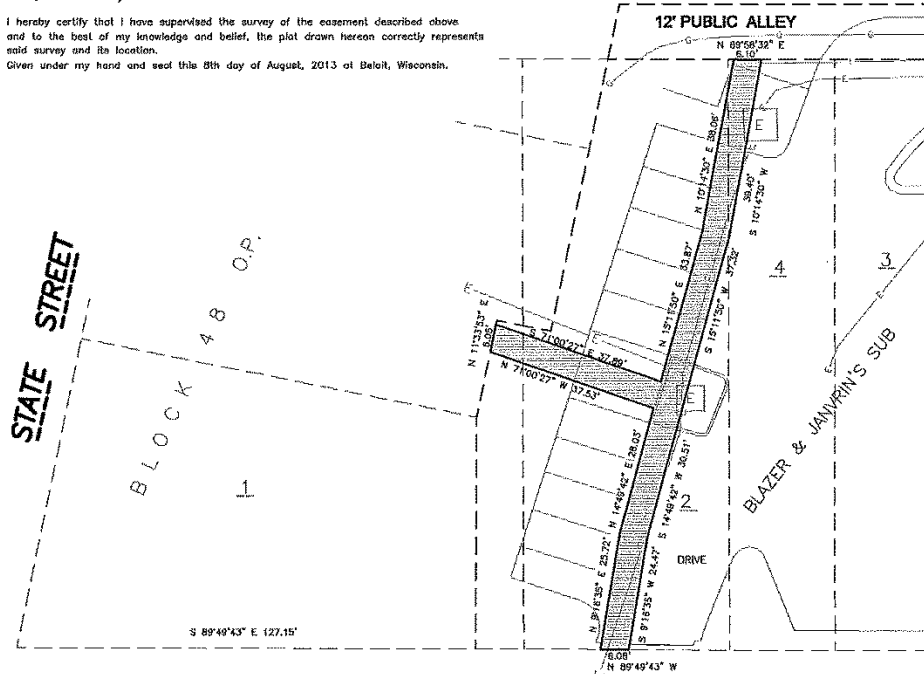 I hereby certify that I have supervised the survey of the easement described above
and to the best of my knowledge and belief, the plat drawn hereon correctly represents
said survey and its location.
Given under my hand and seal this 8th day of August, 2013 at Beloit, Wisconsin.
12' PUBLIC ALLEY
N 89°58'32" E
6.10'
G
G
G
E
E
E
N 10°14'30" E 38.06'
39.40'
S 10°14'30" W
N 15°11'50" E 33.87'
S 15°11'50" W 37.32'
4
3
STATE STREET
BLOCK 48 O.P.
E
E
E
N 11°33'53" E
6.05'
S 71°00'27" E 37.89'
N 71°00'27" W 37.53'
E
BLAZER & JANVRIN'S SUB
1
2
N 14°49'42" E 28.03'
S 14°49'42" W 30.51'
DRIVE
N 9°16'35" E 25.72'
S 9°16'35" W 24.47'
S 89°49'43" E 127.15'
6.08'
N 89°49'43" W